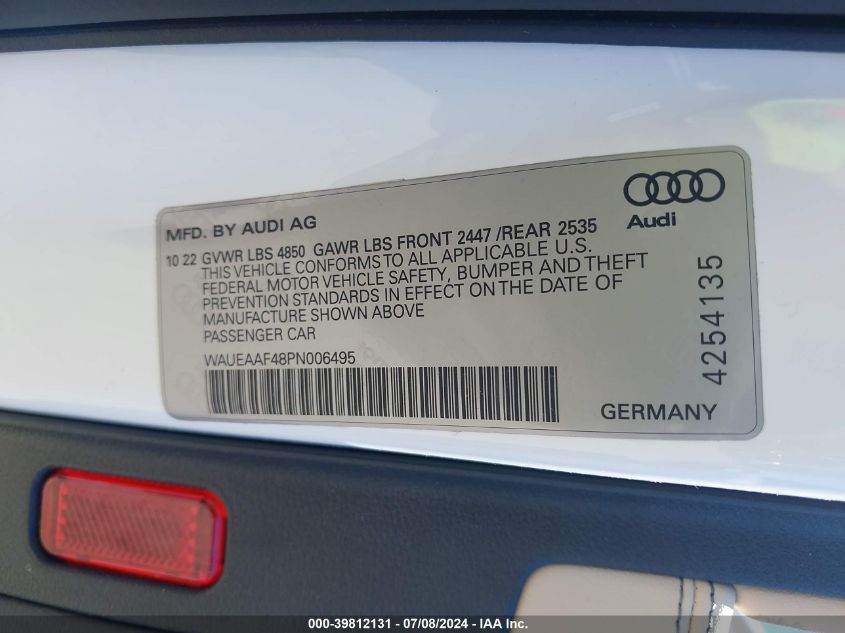 MFD. BY AUDI AG
Audi
10 22 GVWR LBS 4850 GAWR LBS FRONT 2447 /REAR 2535
THIS VEHICLE CONFORMS TO ALL APPLICABLE U.S.
FEDERAL MOTOR VEHICLE SAFETY, BUMPER AND THEFT
PREVENTION STANDARDS IN EFFECT ON THE DATE OF
MANUFACTURE SHOWN ABOVE
PASSENGER CAR
WAUEAAF48PN006495
GERMANY
4254135
000-39812131 - 07/08/2024 - IAA Inc.